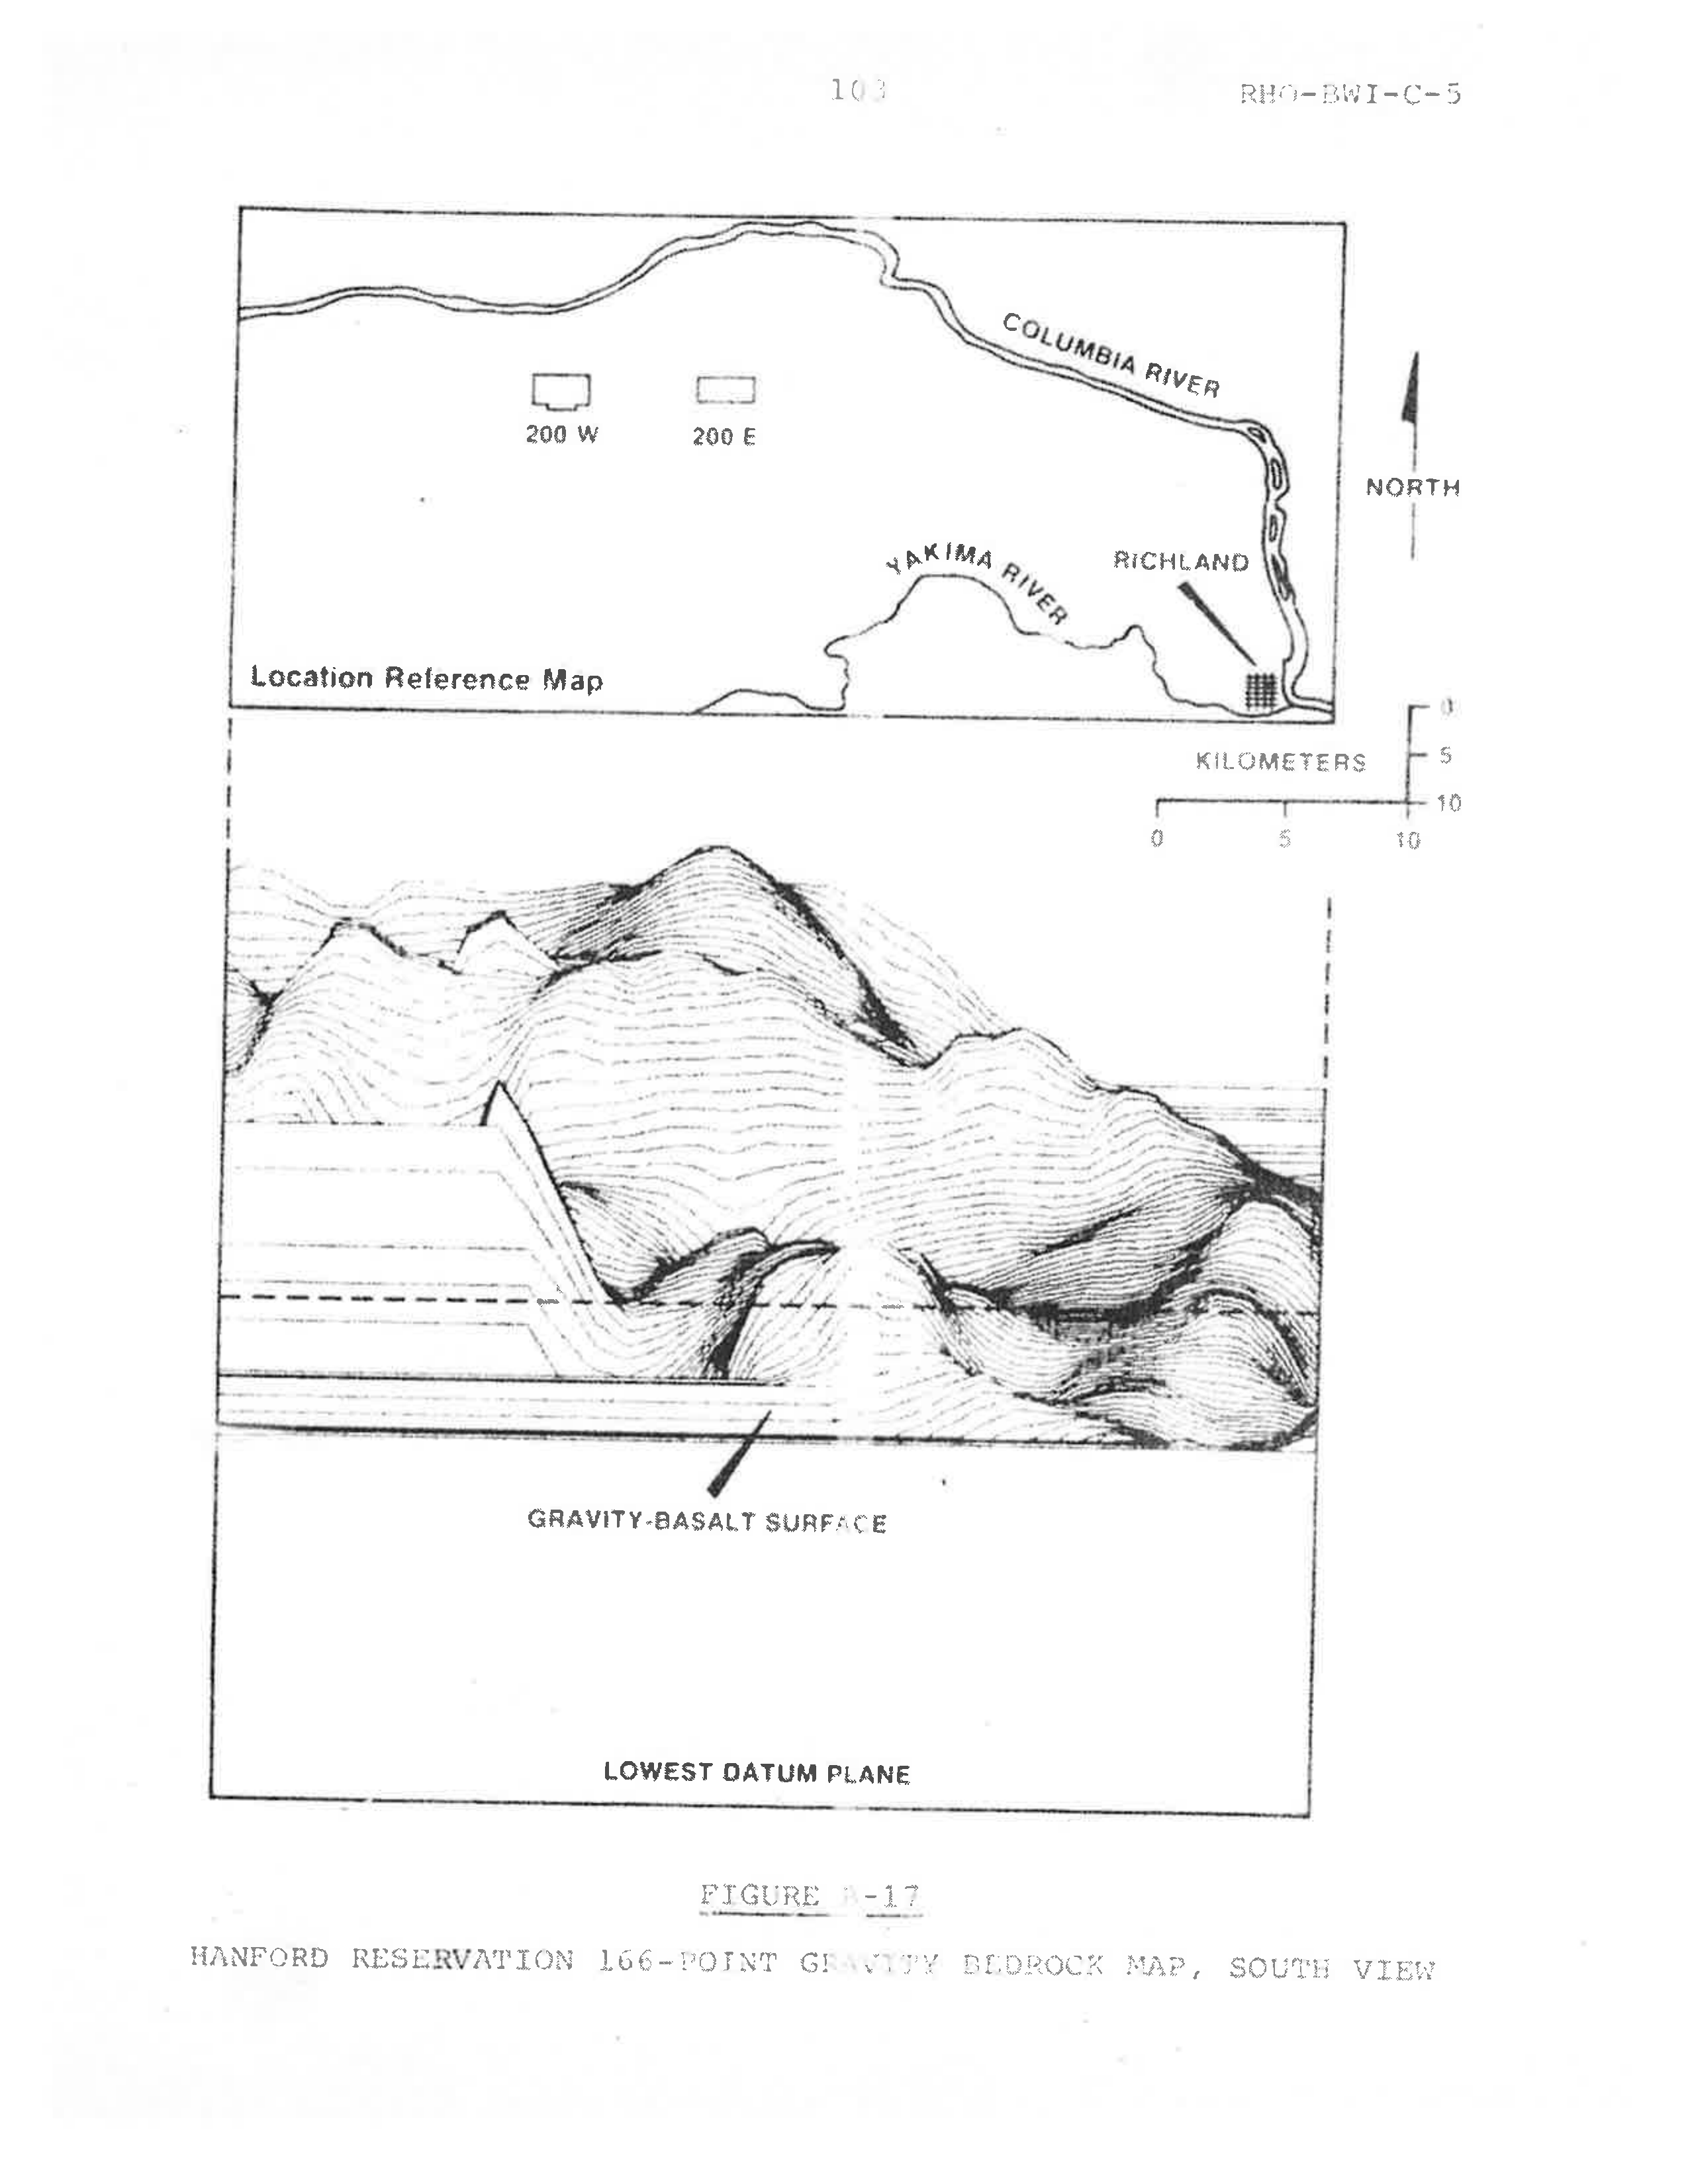 103
RHO-BWI-C-5
COLUMBIA RIVER
200 W
200 E
NORTH
YAKIMA RIVER
RICHLAND
Location Reference Map
0
KILOMETERS
5
10
0
5
10
GRAVITY-BASALT SURFACE
LOWEST DATUM PLANE
FIGURE A-17
HANFORD RESERVATION 166-POINT GRAVITY BEDROCK MAP, SOUTH VIEW